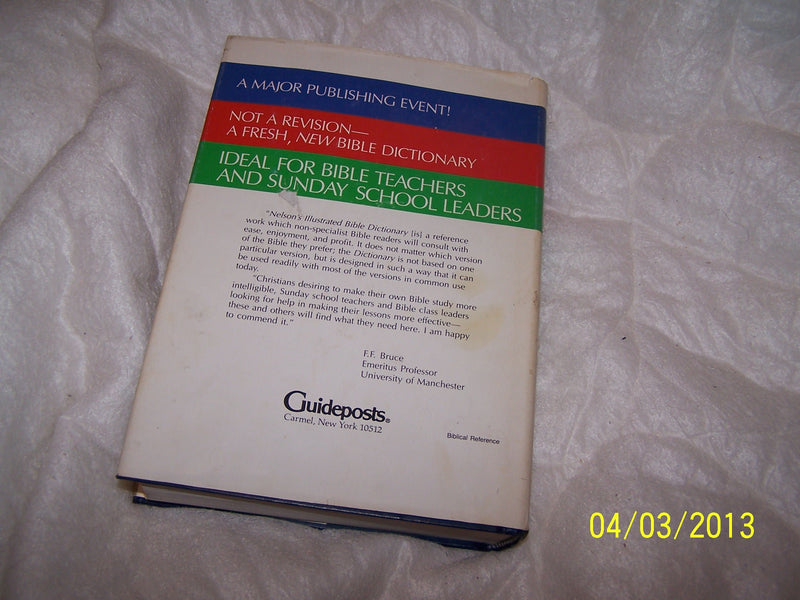 A MAJOR PUBLISHING EVENT!
NOT A REVISION—
A FRESH, NEW BIBLE DICTIONARY
IDEAL FOR BIBLE TEACHERS
AND SUNDAY SCHOOL LEADERS
"Nelson's Illustrated Bible Dictionary [is] a reference
work which non-specialist Bible readers will consult with
ease, enjoyment, and profit. It does not matter which version
of the Bible they prefer; the Dictionary is not based on one
particular version, but is designed in such a way that it can
be used readily with most of the versions in common use
today.
"Christians desiring to make their own Bible study more
intelligible, Sunday school teachers and Bible class leaders
looking for help in making their lessons more effective—
these and others will find what they need here. I am happy
to commend it."
F.F. Bruce
Emeritus Professor
University of Manchester
Guideposts®
Carmel, New York 10512
Biblical Reference
04/03/2013